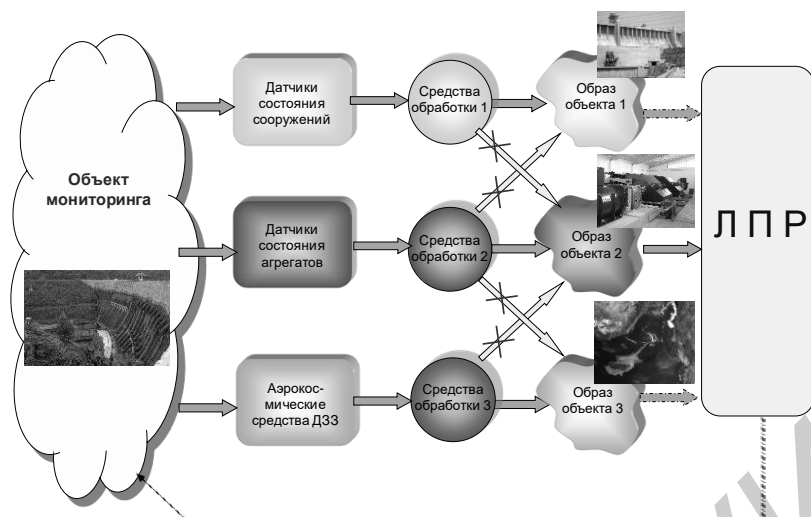 Объект
мониторинга
Датчики
состояния
сооружений
Средства
обработки 1
Образ
объекта 1
Датчики
состояния
агрегатов
Средства
обработки 2
Образ
объекта 2
Аэрокос-
мические
средства ДЗЗ
Средства
обработки 3
Образ
объекта 3
Л П Р